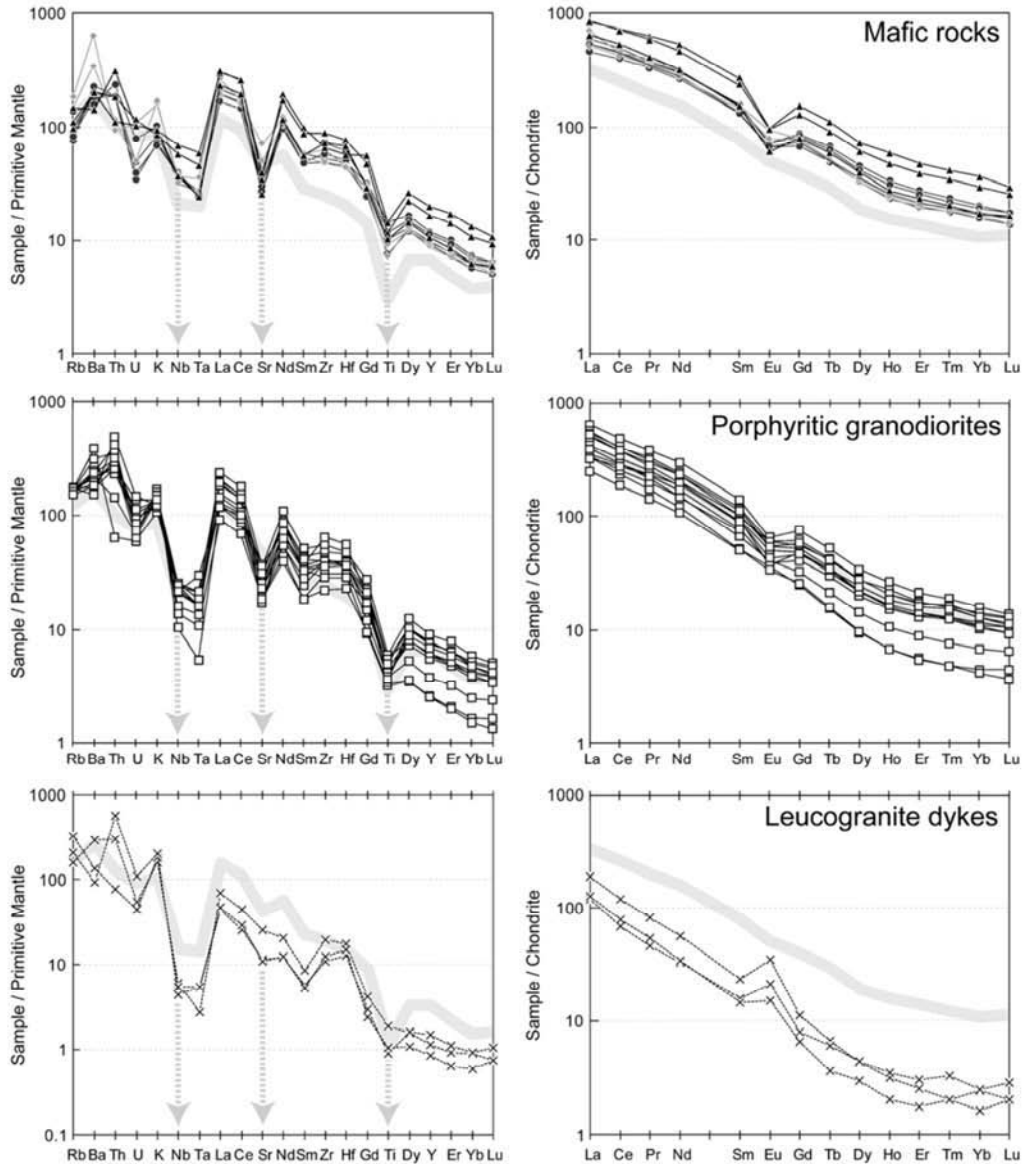 Mafic rocks
Sample / Primitive Mantle
1000
100
10
1
Rb Ba Th U K Nb Ta La Ce Sr Nd Sm Zr Hf Gd Ti Dy Y Er Yb Lu
Sample / Chondrite
1000
100
10
1
La Ce Pr Nd Sm Eu Gd Tb Dy Ho Er Tm Yb Lu
Porphyritic granodiorites
Sample / Primitive Mantle
1000
100
10
1
Rb Ba Th U K Nb Ta La Ce Sr Nd Sm Zr Hf Gd Ti Dy Y Er Yb Lu
Sample / Chondrite
1000
100
10
1
La Ce Pr Nd Sm Eu Gd Tb Dy Ho Er Tm Yb Lu
Leucogranite dykes
Sample / Primitive Mantle
1000
100
10
1
0.1
Rb Ba Th U K Nb Ta La Ce Sr Nd Sm Zr Hf Gd Ti Dy Y Er Yb Lu
Sample / Chondrite
1000
100
10
1
La Ce Pr Nd Sm Eu Gd Tb Dy Ho Er Tm Yb Lu